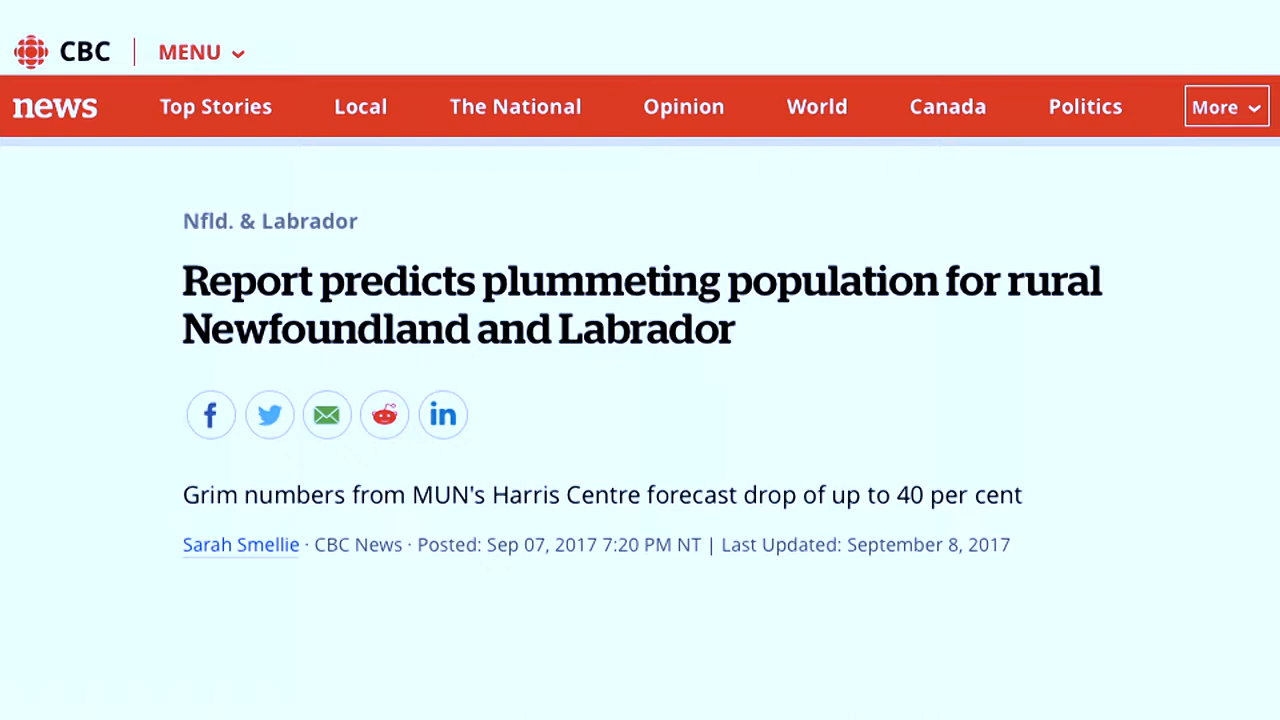 CBC MENU
news Top Stories Local The National Opinion World Canada Politics More
Nfld. & Labrador
Report predicts plummeting population for rural
Newfoundland and Labrador
Grim numbers from MUN's Harris Centre forecast drop of up to 40 per cent
Sarah Smellie · CBC News · Posted: Sep 07, 2017 7:20 PM NT | Last Updated: September 8, 2017